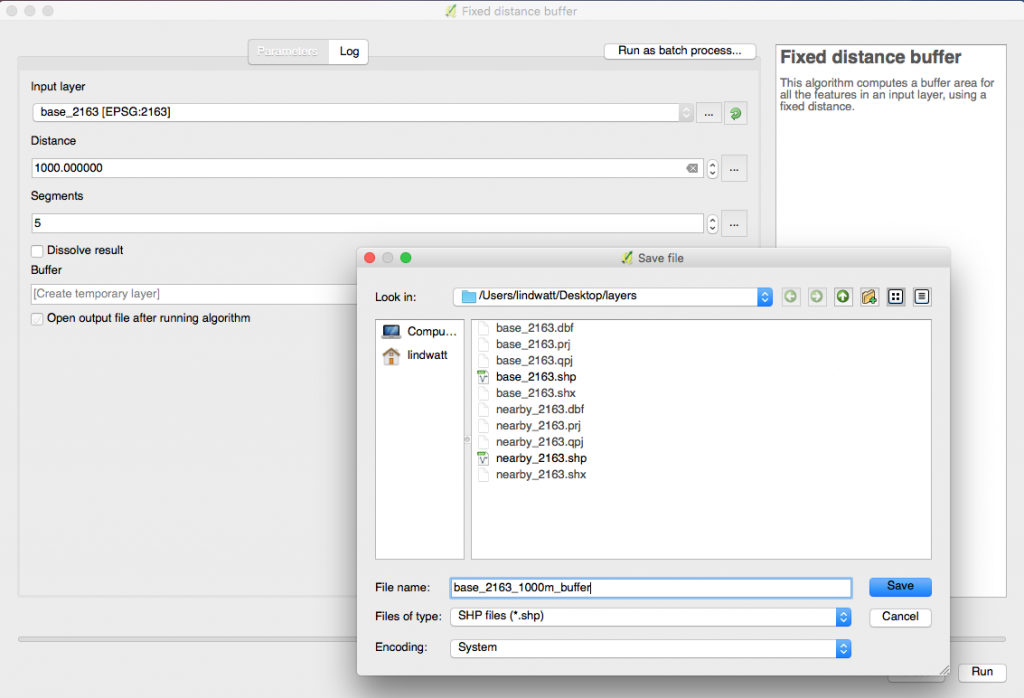 Fixed distance buffer
Parameters Log
Run as batch process...
Input layer
base_2163 [EPSG:2163]
...
Distance
1000.000000
...
Segments
5
...
Dissolve result
Buffer
[Create temporary layer]
Open output file after running algorithm
Fixed distance buffer
This algorithm computes a buffer area for
all the features in an input layer, using a
fixed distance.
Save file
Look in: /Users/lindwatt/Desktop/layers
Compu...
lindwatt
base_2163.dbf
base_2163.prj
base_2163.qpj
base_2163.shp
base_2163.shx
nearby_2163.dbf
nearby_2163.prj
nearby_2163.qpj
nearby_2163.shp
nearby_2163.shx
File name: base_2163_1000m_buffer
Save
Files of type: SHP files (*.shp)
Cancel
Encoding: System
Run